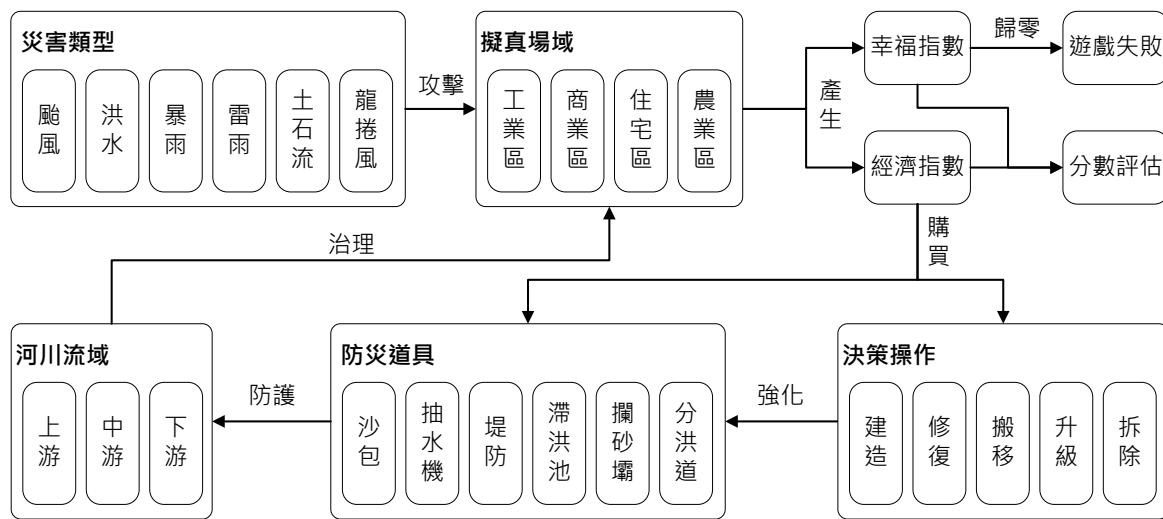 災害類型
颱風
洪水
暴雨
雷雨
土石流
龍捲風
攻擊
擬真場域
工業區
商業區
住宅區
農業區
產生
幸福指數
歸零
遊戲失敗
經濟指數
分數評估
購買
治理
河川流域
上游
中游
下游
防護
防災道具
沙包
抽水機
堤防
滯洪池
攔砂壩
分洪道
強化
決策操作
建造
修復
搬移
升級
拆除